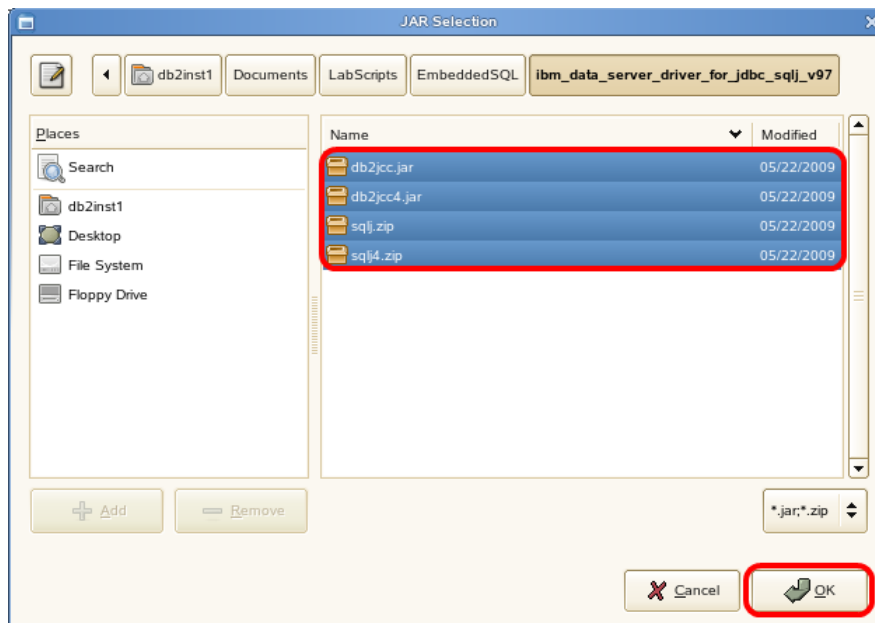 JAR Selection
db2inst1 Documents LabScripts EmbeddedSQL ibm_data_server_driver_for_jdbc_sqlj_v97
Places
Search
db2inst1
Desktop
File System
Floppy Drive
Name Modified
db2jcc.jar 05/22/2009
db2jcc4.jar 05/22/2009
sqlj.zip 05/22/2009
sqlj4.zip 05/22/2009
Add Remove *.jar;*.zip
Cancel OK